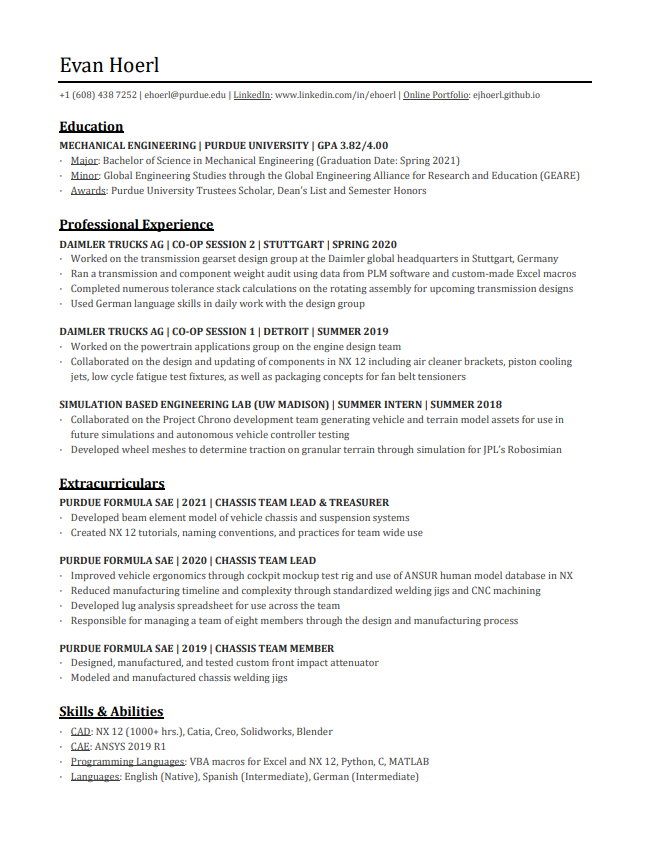 Evan Hoerl
+1 (608) 438 7252 | ehoerl@purdue.edu | LinkedIn: www.linkedin.com/in/ehoerl | Online Portfolio: ejhoerl.github.io
Education
MECHANICAL ENGINEERING | PURDUE UNIVERSITY | GPA 3.82/4.00
· Major: Bachelor of Science in Mechanical Engineering (Graduation Date: Spring 2021)
· Minor: Global Engineering Studies through the Global Engineering Alliance for Research and Education (GEARE)
· Awards: Purdue University Trustees Scholar, Dean's List and Semester Honors
Professional Experience
DAIMLER TRUCKS AG | CO-OP SESSION 2 | STUTTGART | SPRING 2020
· Worked on the transmission gearset design group at the Daimler global headquarters in Stuttgart, Germany
· Ran a transmission and component weight audit using data from PLM software and custom-made Excel macros
· Completed numerous tolerance stack calculations on the rotating assembly for upcoming transmission designs
· Used German language skills in daily work with the design group
DAIMLER TRUCKS AG | CO-OP SESSION 1 | DETROIT | SUMMER 2019
· Worked on the powertrain applications group on the engine design team
· Collaborated on the design and updating of components in NX 12 including air cleaner brackets, piston cooling
jets, low cycle fatigue test fixtures, as well as packaging concepts for fan belt tensioners
SIMULATION BASED ENGINEERING LAB (UW MADISON) | SUMMER INTERN | SUMMER 2018
· Collaborated on the Project Chrono development team generating vehicle and terrain model assets for use in
future simulations and autonomous vehicle controller testing
· Developed wheel meshes to determine traction on granular terrain through simulation for JPL's Robosimian
Extracurriculars
PURDUE FORMULA SAE | 2021 | CHASSIS TEAM LEAD & TREASURER
· Developed beam element model of vehicle chassis and suspension systems
· Created NX 12 tutorials, naming conventions, and practices for team wide use
PURDUE FORMULA SAE | 2020 | CHASSIS TEAM LEAD
· Improved vehicle ergonomics through cockpit mockup test rig and use of ANSUR human model database in NX
· Reduced manufacturing timeline and complexity through standardized welding jigs and CNC machining
· Developed lug analysis spreadsheet for use across the team
· Responsible for managing a team of eight members through the design and manufacturing process
PURDUE FORMULA SAE | 2019 | CHASSIS TEAM MEMBER
· Designed, manufactured, and tested custom front impact attenuator
· Modeled and manufactured chassis welding jigs
Skills & Abilities
· CAD: NX 12 (1000+ hrs.), Catia, Creo, Solidworks, Blender
· CAE: ANSYS 2019 R1
· Programming Languages: VBA macros for Excel and NX 12, Python, C, MATLAB
· Languages: English (Native), Spanish (Intermediate), German (Intermediate)